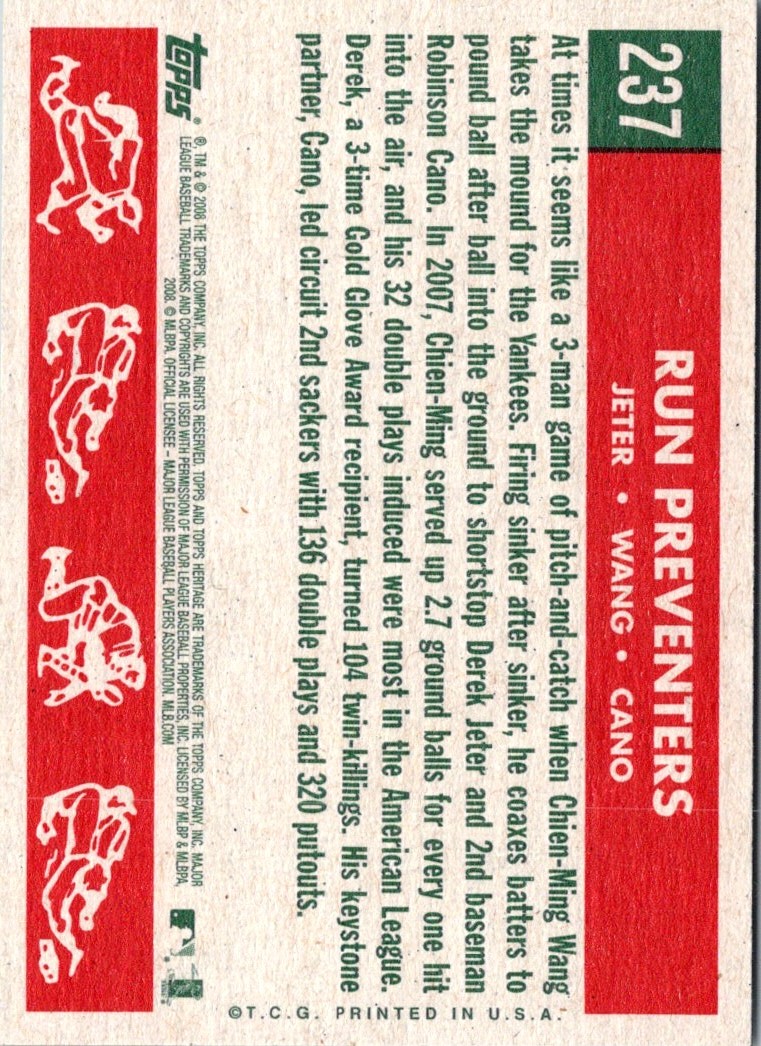 237
RUN PREVENTERS
JETER • WANG • CANO
At times it seems like a 3-man game of pitch-and-catch when Chien-Ming Wang
takes the mound for the Yankees. Firing sinker after sinker, he coaxes batters to
pound ball after ball into the ground to shortstop Derek Jeter and 2nd baseman
Robinson Cano. In 2007, Chien-Ming served up 2.7 ground balls for every one hit
into the air, and his 32 double plays induced were most in the American League.
Derek, a 3-time Gold Glove Award recipient, turned 104 twin-killings. His keystone
partner, Cano, led circuit 2nd sackers with 136 double plays and 320 putouts.
topps®
®, TM & © 2008 THE TOPPS COMPANY, INC. ALL RIGHTS RESERVED. TOPPS AND TOPPS HERITAGE ARE TRADEMARKS OF THE TOPPS COMPANY, INC. MAJOR
LEAGUE BASEBALL TRADEMARKS AND COPYRIGHTS ARE USED WITH PERMISSION OF MAJOR LEAGUE BASEBALL PROPERTIES, INC. LICENSED BY MLBP & MLBPA
2008. © MLBPA. OFFICIAL LICENSEE – MAJOR LEAGUE BASEBALL PLAYERS ASSOCIATION. MLB.COM
©T.C.G. PRINTED IN U.S.A.